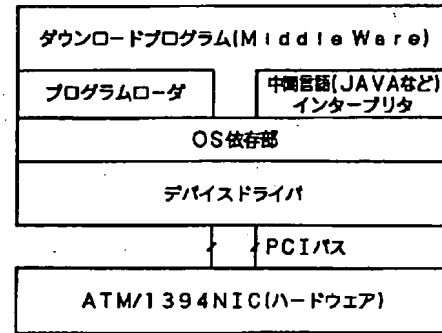 ダウンロードプログラム(Middle Ware)
プログラムローダ
中間言語(JAVAなど)
インタープリタ
OS依存部
デバイスドライバ
PCIバス
ATM/1394NIC(ハードウェア)